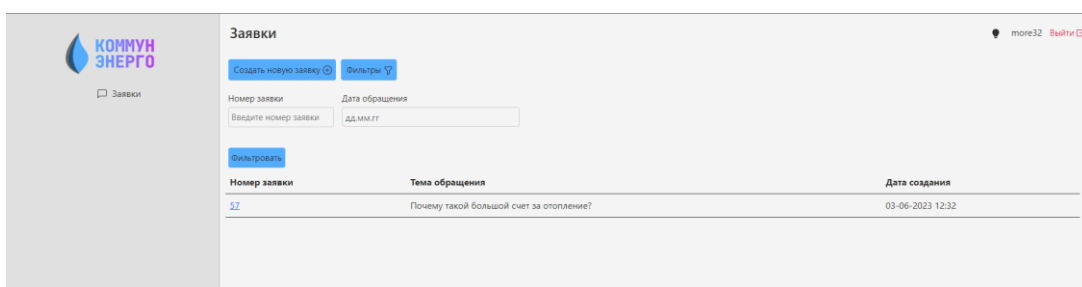 КОММУН
ЭНЕРГО
Заявки
Заявки
more32 Выйти
Создать новую заявку Фильтры
Номер заявки Дата обращения
Введите номер заявки дд.мм.гг
Фильтровать
Номер заявки Тема обращения Дата создания
57 Почему такой большой счет за отопление? 03-06-2023 12:32